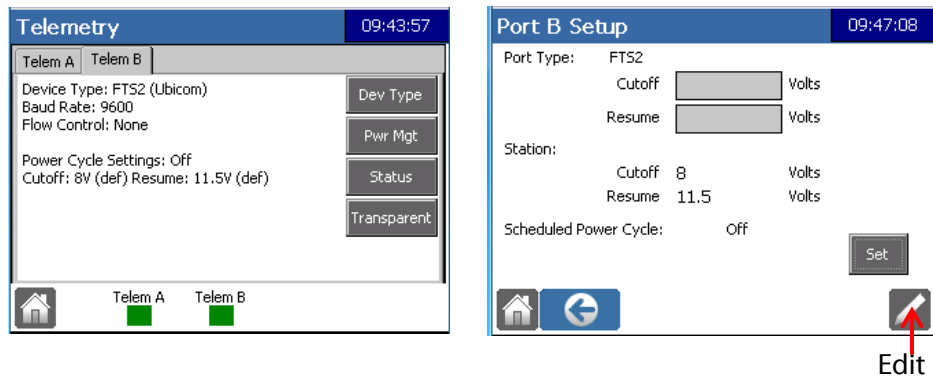 Telemetry 09:43:57
Telem A Telem B
Device Type: FTS2 (Ubicom)
Baud Rate: 9600
Flow Control: None
Power Cycle Settings: Off
Cutoff: 8V (def) Resume: 11.5V (def)
Dev Type
Pwr Mgt
Status
Transparent
Telem A Telem B
Port B Setup 09:47:08
Port Type: FTS2
Cutoff Volts
Resume Volts
Station:
Cutoff 8 Volts
Resume 11.5 Volts
Scheduled Power Cycle: Off
Set
Edit